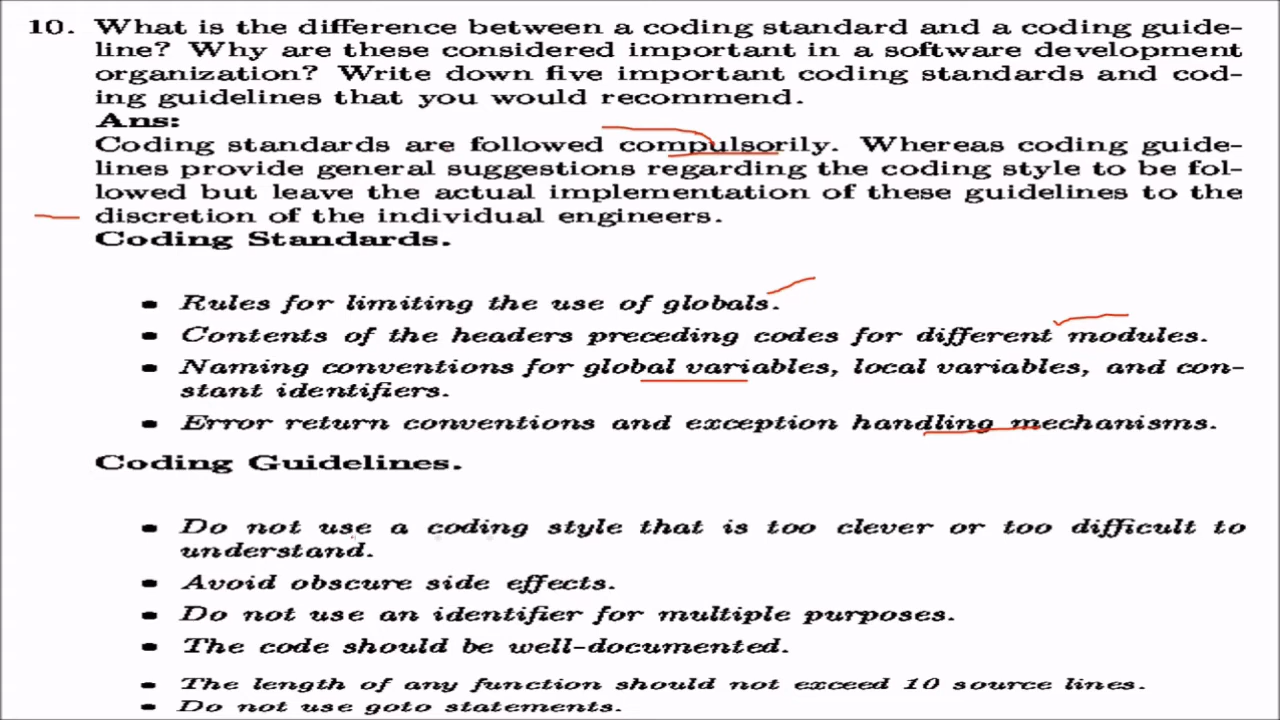 10. What is the difference between a coding standard and a coding guide-
line? Why are these considered important in a software development
organization? Write down five important coding standards and cod-
ing guidelines that you would recommend.
Ans:
Coding standards are followed compulsorily. Whereas coding guide-
lines provide general suggestions regarding the coding style to be fol-
lowed but leave the actual implementation of these guidelines to the
discretion of the individual engineers.
Coding Standards.
• Rules for limiting the use of globals.
• Contents of the headers preceding codes for different modules.
• Naming conventions for global variables, local variables, and con-
stant identifiers.
• Error return conventions and exception handling mechanisms.
Coding Guidelines.
• Do not use a coding style that is too clever or too difficult to
understand.
• Avoid obscure side effects.
• Do not use an identifier for multiple purposes.
• The code should be well-documented.
• The length of any function should not exceed 10 source lines.
• Do not use goto statements.